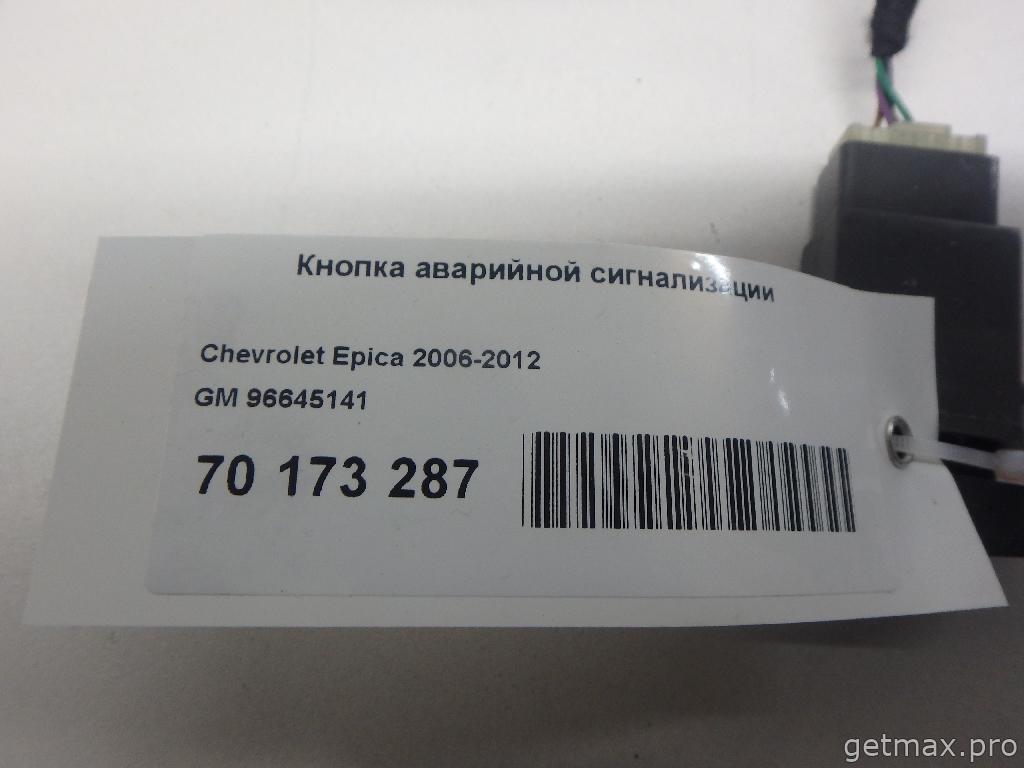 Кнопка аварийной сигнализации
Chevrolet Epica 2006-2012
GM 96645141
70 173 287
getmax.pro